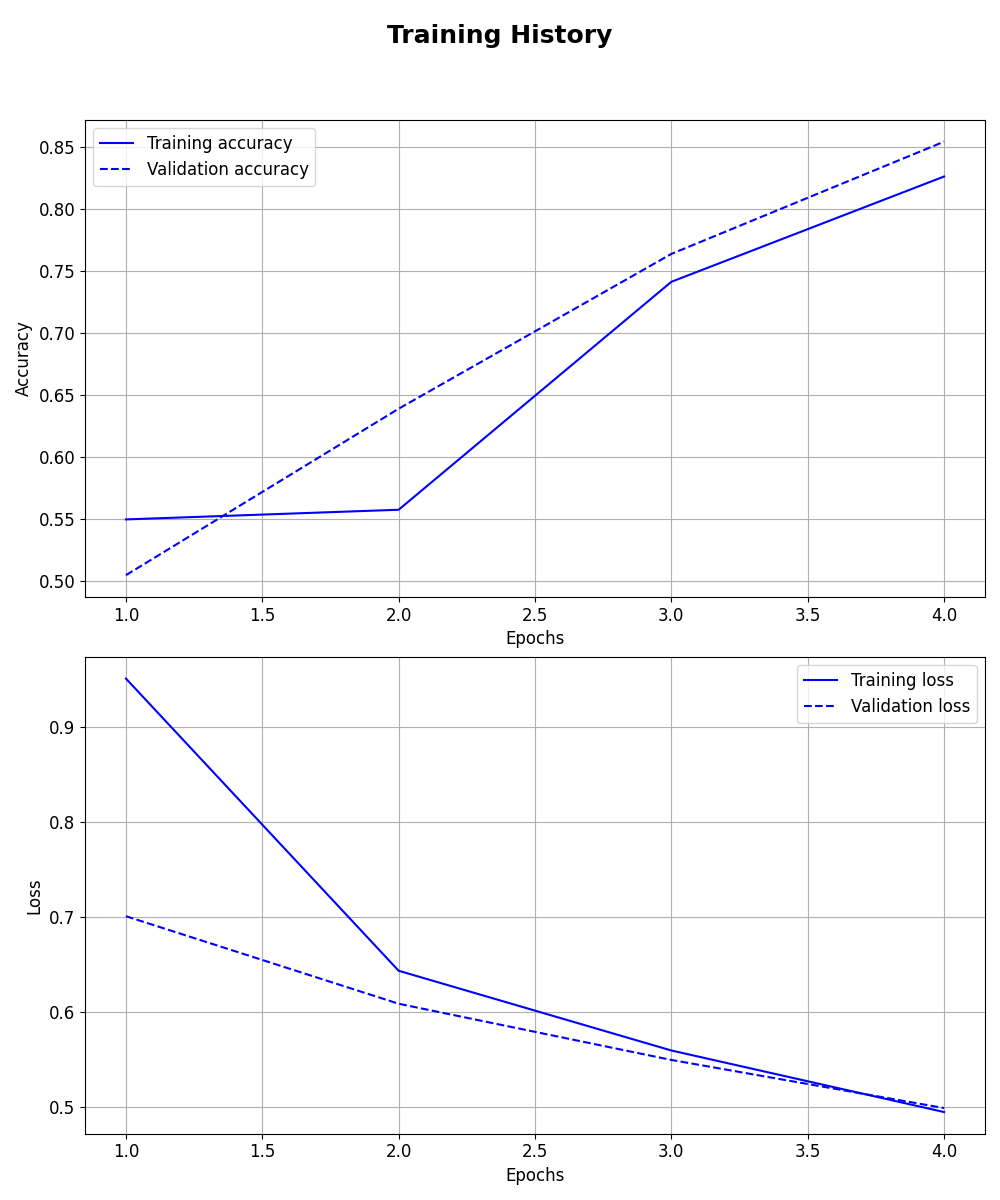 Training History
Training accuracy
Validation accuracy
Accuracy
0.85
0.80
0.75
0.70
0.65
0.60
0.55
0.50
1.0 1.5 2.0 2.5 3.0 3.5 4.0
Epochs
Training loss
Validation loss
Loss
0.9
0.8
0.7
0.6
0.5
1.0 1.5 2.0 2.5 3.0 3.5 4.0
Epochs